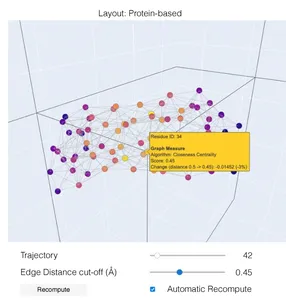 Layout: Protein-based
Residue ID: 34
Graph Measure
Algorithm: Closeness Centrality
Score: 0.45
Change (distance 0.5 -> 0.45): -0.01452 (-3%)
Trajectory 42
Edge Distance cut-off (Å) 0.45
Recompute Automatic Recompute